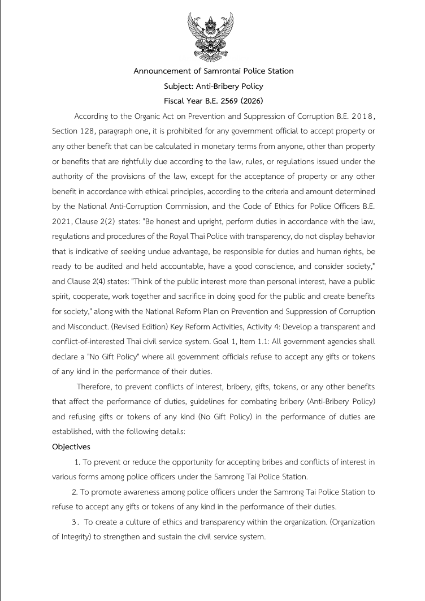 Announcement of Samrontai Police Station
Subject: Anti-Bribery Policy
Fiscal Year B.E. 2569 (2026)
According to the Organic Act on Prevention and Suppression of Corruption B.E. 2018,
Section 128, paragraph one, it is prohibited for any government official to accept property or
any other benefit that can be calculated in monetary terms from anyone, other than property
or benefits that are rightfully due according to the law, rules, or regulations issued under the
authority of the provisions of the law, except for the acceptance of property or any other
benefit in accordance with ethical principles, according to the criteria and amount determined
by the National Anti-Corruption Commission, and the Code of Ethics for Police Officers B.E.
2021, Clause 2(2) states: "Be honest and upright, perform duties in accordance with the law,
regulations and procedures of the Royal Thai Police with transparency, do not display behavior
that is indicative of seeking undue advantage, be responsible for duties and human rights, be
ready to be audited and held accountable, have a good conscience, and consider society,"
and Clause 2(4) states: "Think of the public interest more than personal interest, have a public
spirit, cooperate, work together and sacrifice in doing good for the public and create benefits
for society," along with the National Reform Plan on Prevention and Suppression of Corruption
and Misconduct. (Revised Edition) Key Reform Activities, Activity 4: Develop a transparent and
conflict-of-interested Thai civil service system. Goal 1, Item 1.1: All government agencies shall
declare a "No Gift Policy" where all government officials refuse to accept any gifts or tokens
of any kind in the performance of their duties.
Therefore, to prevent conflicts of interest, bribery, gifts, tokens, or any other benefits
that affect the performance of duties, guidelines for combating bribery (Anti-Bribery Policy)
and refusing gifts or tokens of any kind (No Gift Policy) in the performance of duties are
established, with the following details:
Objectives
1. To prevent or reduce the opportunity for accepting bribes and conflicts of interest in
various forms among police officers under the Samrong Tai Police Station.
2. To promote awareness among police officers under the Samrong Tai Police Station to
refuse to accept any gifts or tokens of any kind in the performance of their duties.
3. To create a culture of ethics and transparency within the organization. (Organization
of Integrity) to strengthen and sustain the civil service system.